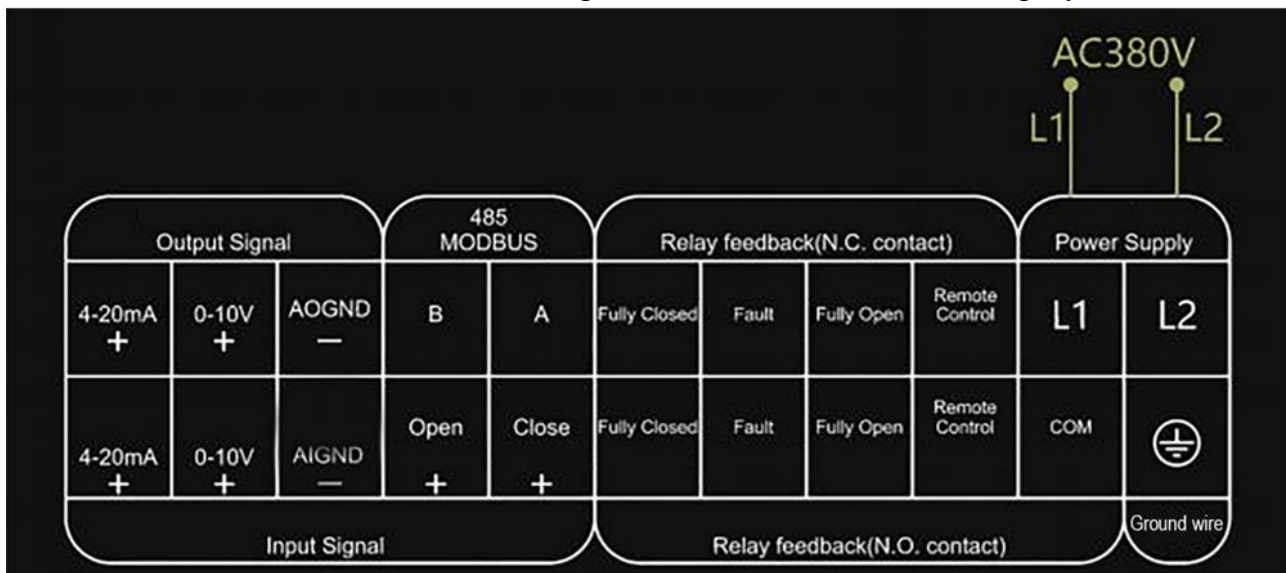 AC380V
L1 L2
Output Signal
485
MODBUS
Relay feedback(N.C. contact)
Power Supply
4-20mA
+
0-10V
+
AOGND
—
B
A
Fully Closed
Fault
Fully Open
Remote
Control
L1
L2
4-20mA
+
0-10V
+
AIGND
—
Open
+
Close
+
Fully Closed
Fault
Fully Open
Remote
Control
COM
Input Signal
Relay feedback(N.O. contact)
Ground wire